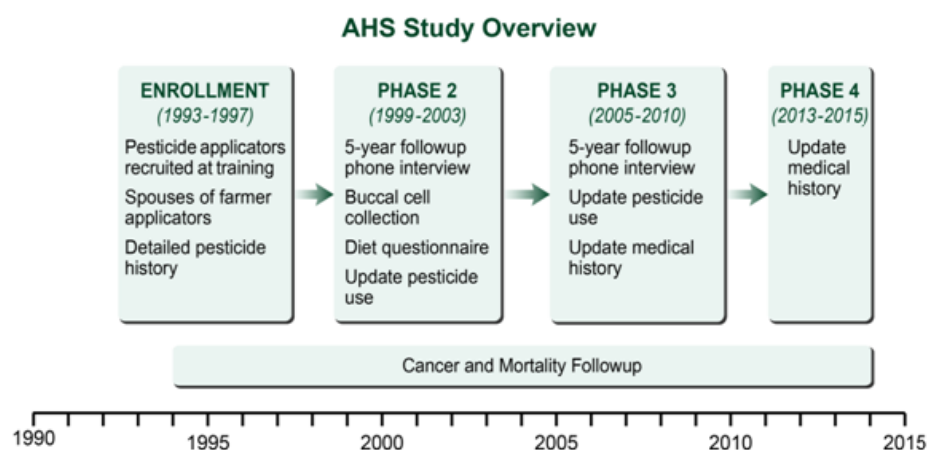 AHS Study Overview
ENROLLMENT
(1993-1997)
Pesticide applicators
recruited at training
Spouses of farmer
applicators
Detailed pesticide
history
PHASE 2
(1999-2003)
5-year followup
phone interview
Buccal cell
collection
Diet questionnaire
Update pesticide
use
PHASE 3
(2005-2010)
5-year followup
phone interview
Update pesticide
use
Update medical
history
PHASE 4
(2013-2015)
Update
medical
history
Cancer and Mortality Followup
1990 1995 2000 2005 2010 2015